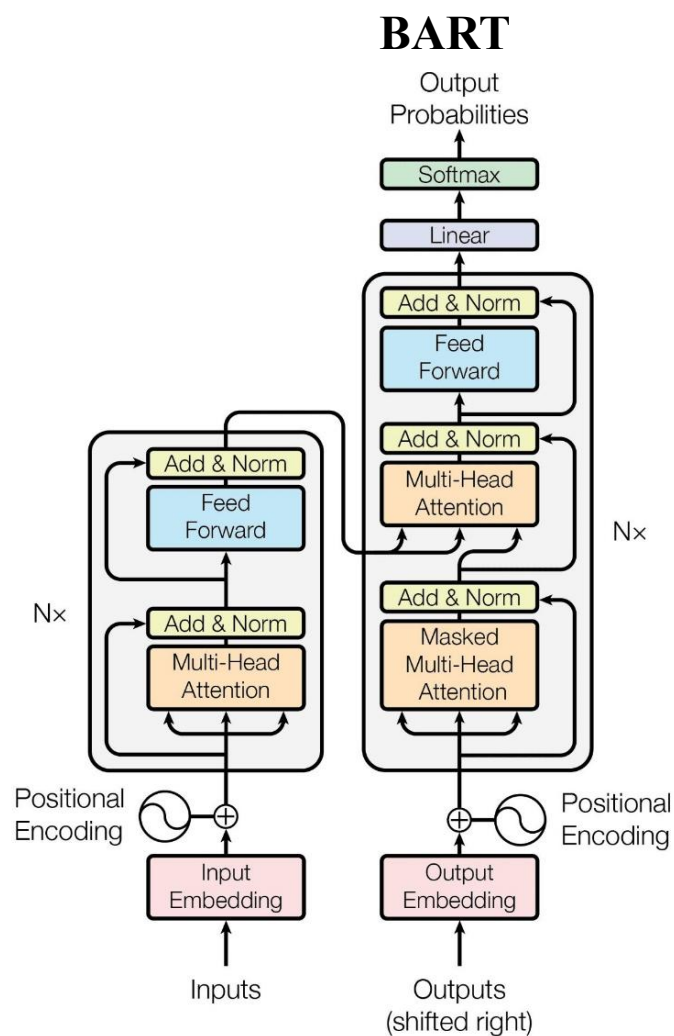 BART
Output
Probabilities
Softmax
Linear
Add & Norm
Feed
Forward
Add & Norm
Multi-Head
Attention
Add & Norm
Masked
Multi-Head
Attention
Nx
Add & Norm
Feed
Forward
Add & Norm
Multi-Head
Attention
Nx
Positional
Encoding
Positional
Encoding
Input
Embedding
Output
Embedding
Inputs
Outputs
(shifted right)